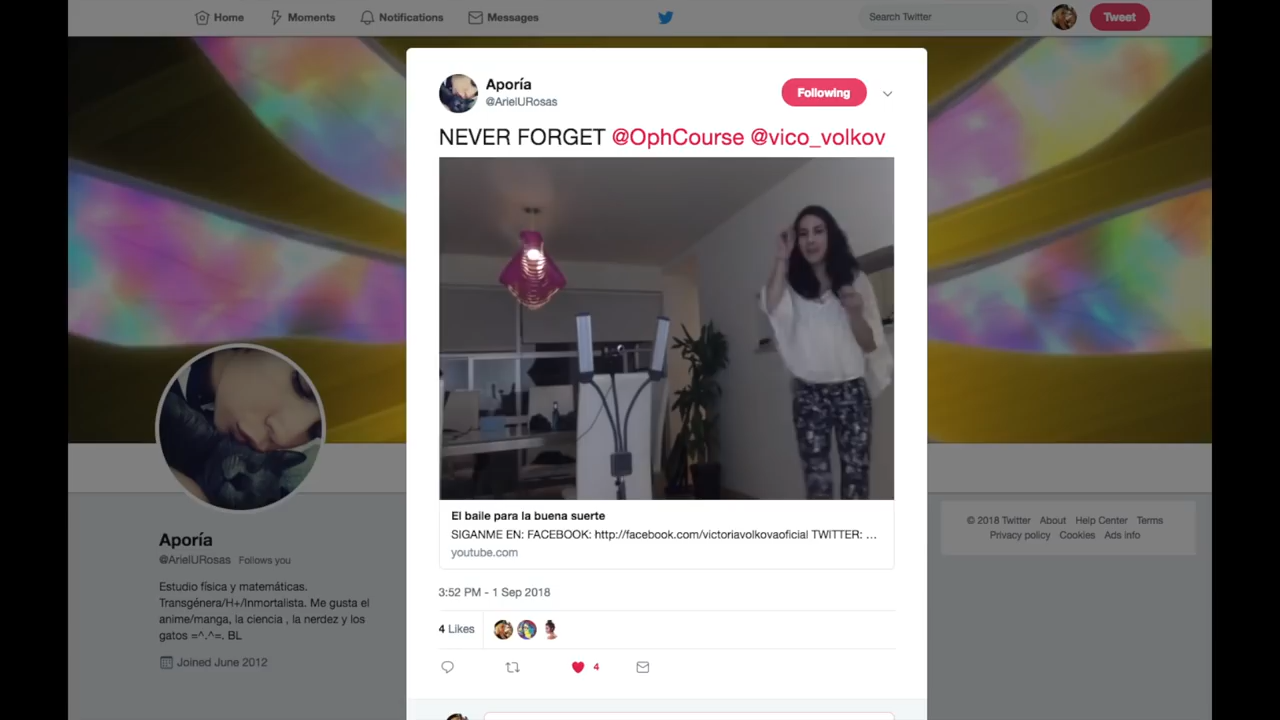 Home Moments Notifications Messages Search Twitter Tweet
Aporía
@ArielURosas
Following
NEVER FORGET @OphCourse @vico_volkov
El baile para la buena suerte
SIGANME EN: FACEBOOK: http://facebook.com/victoriavolkovaoficial TWITTER: ...
youtube.com
3:52 PM - 1 Sep 2018
4 Likes
4
Aporía
@ArielURosas Follows you
Estudio física y matemáticas.
Transgénera/H+/Inmortalista. Me gusta el
anime/manga, la ciencia , la nerdez y los
gatos =^.^=. BL
Joined June 2012
© 2018 Twitter About Help Center Terms
Privacy policy Cookies Ads info